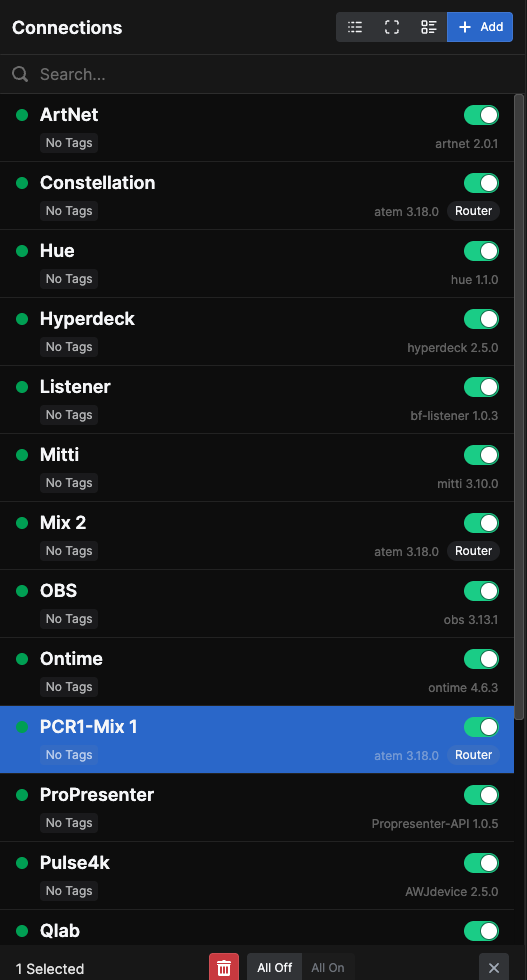 Connections
Add
Search...
ArtNet
No Tags
artnet 2.0.1
Constellation
No Tags
atem 3.18.0 Router
Hue
No Tags
hue 1.1.0
Hyperdeck
No Tags
hyperdeck 2.5.0
Listener
No Tags
bf-listener 1.0.3
Mitti
No Tags
mitti 3.10.0
Mix 2
No Tags
atem 3.18.0 Router
OBS
No Tags
obs 3.13.1
Ontime
No Tags
ontime 4.6.3
PCR1-Mix 1
No Tags
atem 3.18.0 Router
ProPresenter
No Tags
Propresenter-API 1.0.5
Pulse4k
No Tags
AWJdevice 2.5.0
Qlab
1 Selected
All Off All On